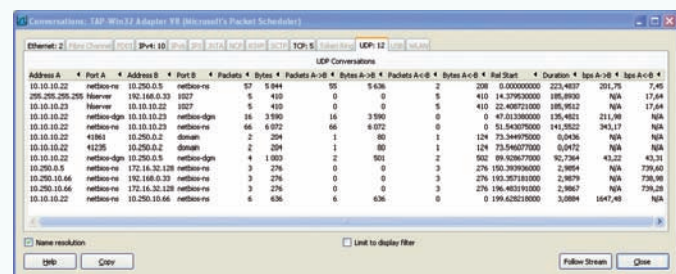 Conversations: TAP-Win32 Adapter V8 (Microsoft's Packet Scheduler)
Ethernet: 2 Fibre Channel FDDI IPv4: 10 IPv6 IPX JXTA NCP RSVP SCTP TCP: 5 Token Ring UDP: 12 USB WLAN
UDP Conversations
Address A Port A Address B Port B Packets Bytes Packets A->B Bytes A->B Packets A<-B Bytes A<-B Rel Start Duration bps A->B bps A<-B
10.10.10.22 netbios-ns 10.250.0.5 netbios-ns 57 5 844 55 5 636 2 208 0.000000000 223,4837 201,75 7,45
255.255.255.255 hbserver 192.168.0.33 1027 5 410 0 0 5 410 14.379530000 185,8930 N/A 17,64
10.10.10.22 hbserver 10.10.10.23 1027 5 410 0 0 5 410 22.408721000 185,9512 N/A 17,64
10.10.10.22 netbios-dgm 10.10.10.23 netbios-dgm 16 3 590 16 3 590 0 0 47.013380000 135,4821 211,98 N/A
10.10.10.22 netbios-ns 10.10.10.23 netbios-ns 66 6 072 66 6 072 0 0 51.543075000 141,5522 343,17 N/A
10.10.10.22 41861 10.250.0.2 domain 2 204 1 80 1 124 73.344975000 0,0436 N/A N/A
10.10.10.22 41235 10.250.0.2 domain 2 204 1 80 1 124 73.546077000 0,0472 N/A N/A
10.10.10.22 netbios-dgm 10.250.0.5 netbios-dgm 4 1 003 2 501 2 502 89.928677000 92,7364 43,22 43,31
10.250.0.5 netbios-ns 172.16.32.128 netbios-ns 3 276 0 0 3 276 150.393936000 2,9854 N/A 739,60
10.250.10.66 netbios-ns 192.168.0.33 netbios-ns 3 276 0 0 3 276 193.357181000 2,9879 N/A 738,98
10.250.10.66 netbios-ns 172.16.32.128 netbios-ns 3 276 0 0 3 276 196.483191000 2,9867 N/A 739,28
10.10.10.22 netbios-ns 10.250.10.66 netbios-ns 6 636 6 636 0 0 199.628218000 3,0884 1647,48 N/A
Name resolution Limit to display filter
Help Copy Follow Stream Close